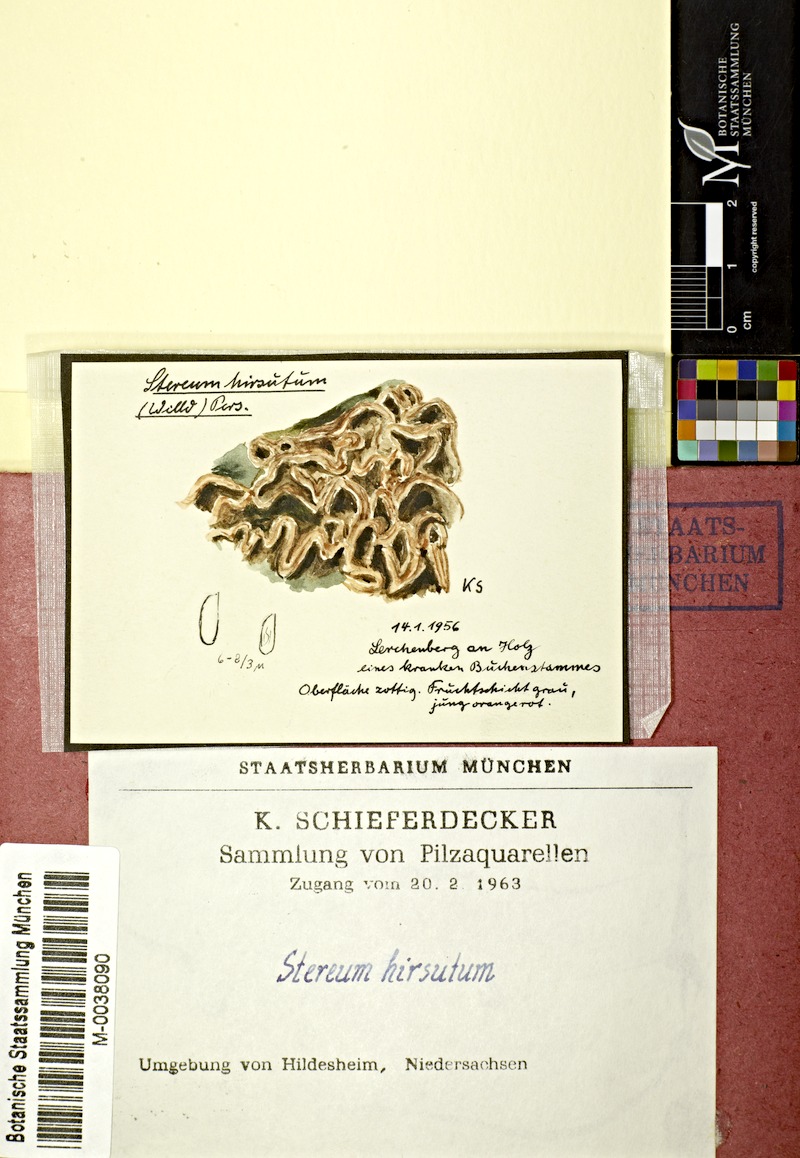 BOTANISCHE
STAATSSAMMLUNG
MÜNCHEN
copyright reserved
0 1 2
cm
Stereum hirsutum
(Willd) Pers.
KS
6-8/3 µ
14.1.1956
Lerchenberg an Holz
eines kranken Buchenstammes
Oberfläche zottig. Fruchtschicht grau,
jung orangerot.
STAATS-
HERBARIUM
MÜNCHEN
STAATSHERBARIUM MÜNCHEN
K. SCHIEFERDECKER
Sammlung von Pilzaquarellen
Zugang vom 20. 2. 1963
Stereum hirsutum
Umgebung von Hildesheim, Niedersachsen
Botanische Staatssammlung München
M-0038090